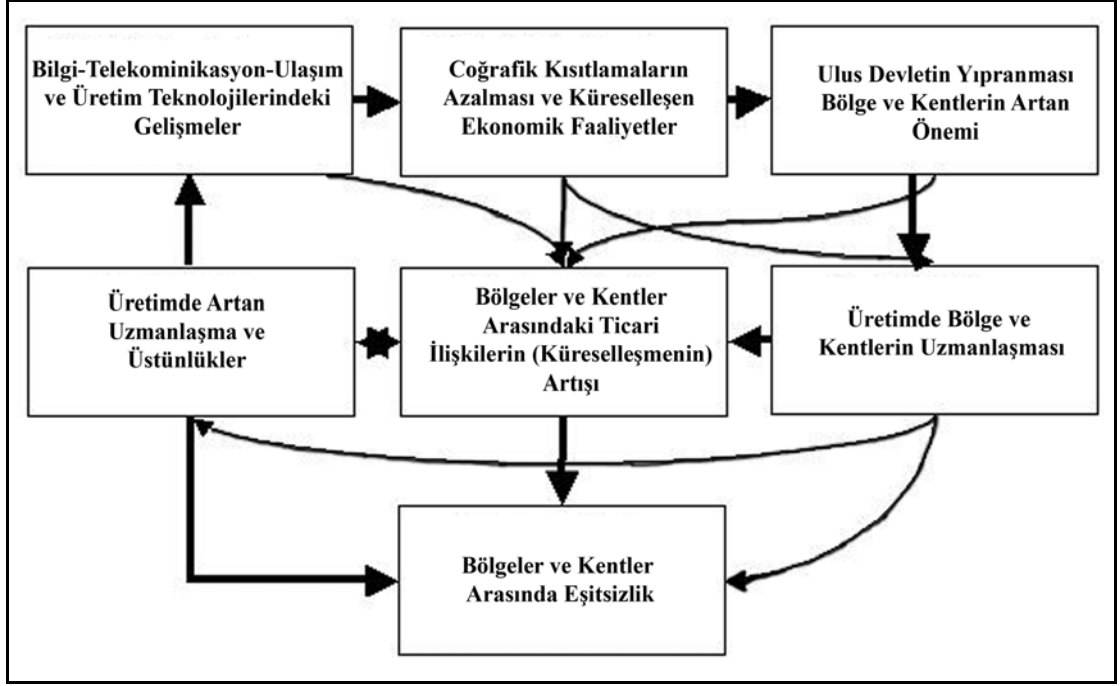 Bilgi-Telekominikasyon-Ulaşım
ve Üretim Teknolojilerindeki
Gelişmeler
Coğrafik Kısıtlamaların
Azalması ve Küreselleşen
Ekonomik Faaliyetler
Ulus Devletin Yıpranması
Bölge ve Kentlerin Artan
Önemi
Üretimde Artan
Uzmanlaşma ve
Üstünlükler
Bölgeler ve Kentler
Arasındaki Ticari
İlişkilerin (Küreselleşmenin)
Artışı
Üretimde Bölge ve
Kentlerin Uzmanlaşması
Bölgeler ve Kentler
Arasında Eşitsizlik